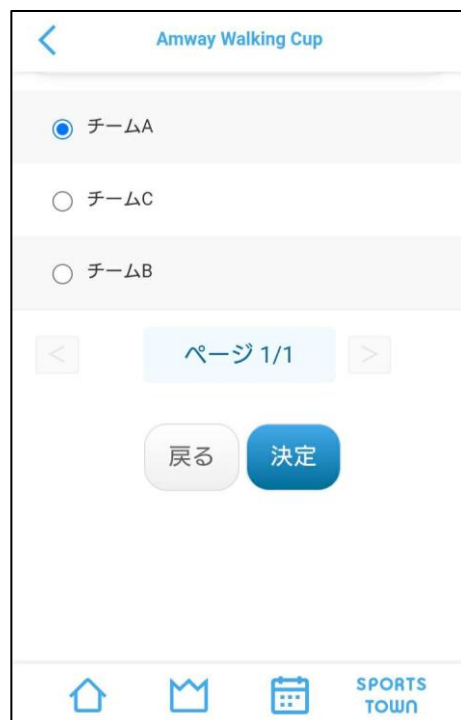 Amway Walking Cup
チームA
チームC
チームB
< ページ 1/1 >
戻る 決定
SPORTS
TOWN